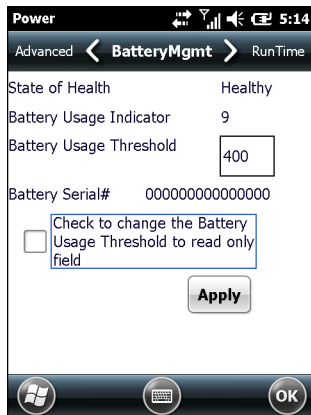 Power 5:14
Advanced BatteryMgmt RunTime
State of Health Healthy
Battery Usage Indicator 9
Battery Usage Threshold 400
Battery Serial# 000000000000000
Check to change the Battery
Usage Threshold to read only
field
Apply
OK